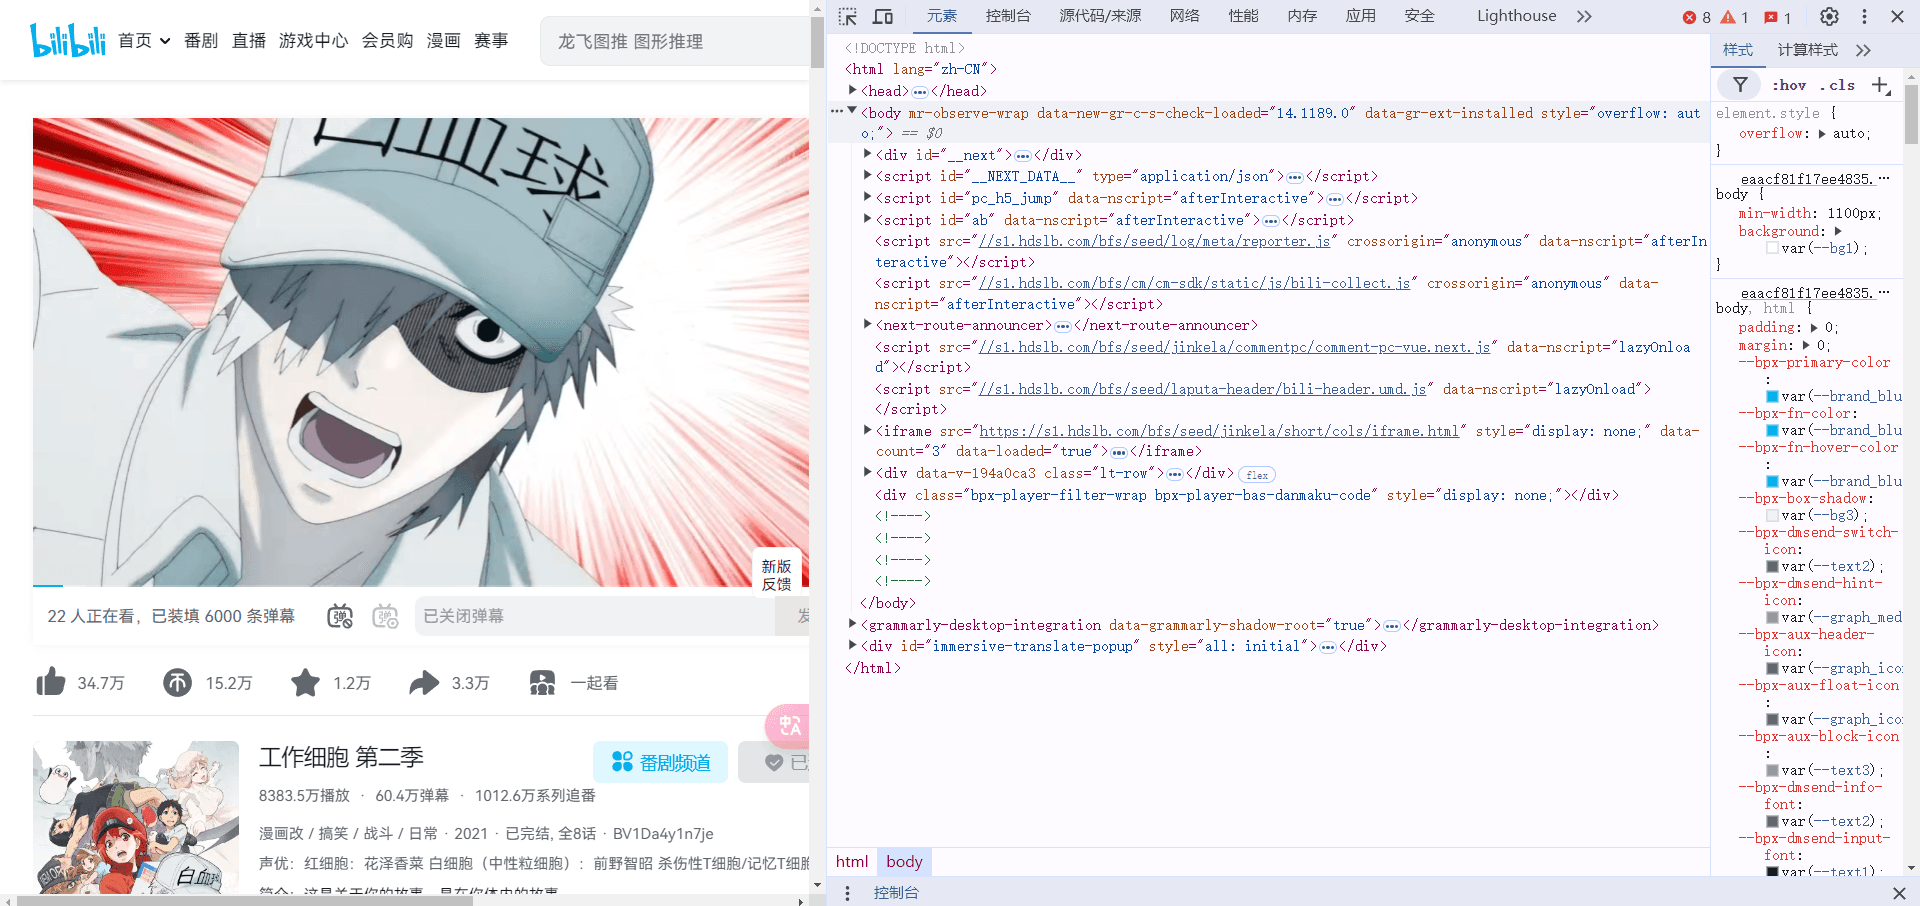 bilibili 首页 番剧 直播 游戏中心 会员购 漫画 赛事
龙飞图推 图形推理
白血球
新版
反馈
22 人正在看，已装填 6000 条弹幕
弹
弹
已关闭弹幕
34.7万 15.2万 1.2万 3.3万 一起看
工作细胞 第二季
番剧频道
8383.5万播放 · 60.4万弹幕 · 1012.6万系列追番
漫画改 / 搞笑 / 战斗 / 日常 · 2021 · 已完结, 全8话 · BV1Da4y1n7je
声优：红细胞：花泽香菜 白细胞（中性粒细胞）：前野智昭 杀伤性T细胞/记忆T细胞
白血球
元素 控制台 源代码/来源 网络 性能 内存 应用 安全 Lighthouse
8 1 1
<!DOCTYPE html>
<html lang="zh-CN">
<head>…</head>
<body mr-observe-wrap data-new-gr-c-s-check-loaded="14.1189.0" data-gr-ext-installed style="overflow: aut
o;"> == $0
<div id="__next">…</div>
<script id="__NEXT_DATA__" type="application/json">…</script>
<script id="pc_h5_jump" data-nscript="afterInteractive">…</script>
<script id="ab" data-nscript="afterInteractive">…</script>
<script src="//s1.hdslb.com/bfs/seed/log/meta/reporter.js" crossorigin="anonymous" data-nscript="afterIn
teractive"></script>
<script src="//s1.hdslb.com/bfs/cm/cm-sdk/static/js/bili-collect.js" crossorigin="anonymous" data-
nscript="afterInteractive"></script>
<next-route-announcer>…</next-route-announcer>
<script src="//s1.hdslb.com/bfs/seed/jinkela/commentpc/comment-pc-vue.next.js" data-nscript="lazyOnloa
d"></script>
<script src="//s1.hdslb.com/bfs/seed/laputa-header/bili-header.umd.js" data-nscript="lazyOnload">
</script>
<iframe src="https://s1.hdslb.com/bfs/seed/jinkela/short/cols/iframe.html" style="display: none;" data-
count="3" data-loaded="true">…</iframe>
<div data-v-194a0ca3 class="lt-row">…</div> flex
<div class="bpx-player-filter-wrap bpx-player-bas-danmaku-code" style="display: none;"></div>
<!---->
<!---->
<!---->
<!---->
</body>
<grammarly-desktop-integration data-grammarly-shadow-root="true">…</grammarly-desktop-integration>
<div id="immersive-translate-popup" style="all: initial">…</div>
</html>
html body
控制台
样式 计算样式
:hov .cls
element.style {
overflow: auto;
}
eaacf81f17ee4835.…
body {
min-width: 1100px;
background:
var(--bg1);
}
eaacf81f17ee4835.…
body, html {
padding: 0;
margin: 0;
--bpx-primary-color
:
var(--brand_blu
--bpx-fn-color:
var(--brand_blu
--bpx-fn-hover-color
:
var(--brand_blu
--bpx-box-shadow:
var(--bg3);
--bpx-dmsend-switch-
icon:
var(--text2);
--bpx-dmsend-hint-
icon:
var(--graph_med
--bpx-aux-header-
icon:
var(--graph_ico
--bpx-aux-float-icon
:
var(--graph_ico
--bpx-aux-block-icon
:
var(--text3);
--bpx-dmsend-info-
font:
var(--text2);
--bpx-dmsend-input-
font:
var(--text1);